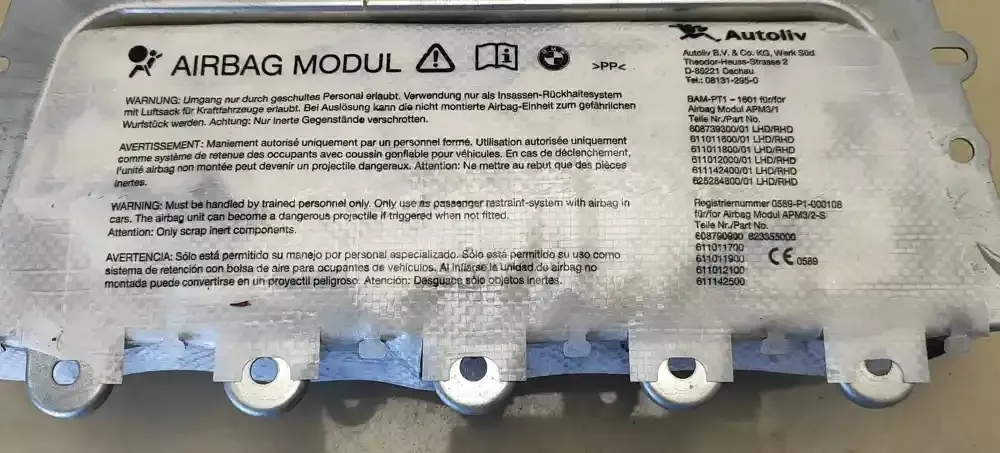 AIRBAG MODUL
BMW
>PP<
WARNUNG: Umgang nur durch geschultes Personal erlaubt. Verwendung nur als Insassen-Rückhaltesystem
mit Luftsack für Kraftfahrzeuge erlaubt. Bei Auslösung kann die nicht montierte Airbag-Einheit zum gefährlichen
Wurfstück werden. Achtung: Nur inerte Gegenstände verschrotten.
AVERTISSEMENT: Maniement autorisé uniquement par un personnel formé. Utilisation autorisée uniquement
comme système de retenue des occupants avec coussin gonflable pour véhicules. En cas de déclenchement,
l'unité airbag non montée peut devenir un projectile dangereux. Attention: Ne mettre au rebut que des pièces
inertes.
WARNING: Must be handled by trained personnel only. Only use as passenger restraint-system with airbag in
cars. The airbag unit can become a dangerous projectile if triggered when not fitted.
Attention: Only scrap inert components.
AVERTENCIA: Sólo está permitido su manejo por personal especializado. Sólo está permitido su uso como
sistema de retención con bolsa de aire para ocupantes de vehículos. Al inflarse la unidad de airbag no
montada puede convertirse en un proyectil peligroso. Atención: Desguace sólo objetos inertes.
Autoliv
Autoliv B.V. & Co. KG, Werk Süd
Theodor-Heuss-Strasse 2
D-85221 Dachau
Tel.: 08131-295-0
BAM-PT1 - 1601 für/for
Airbag Modul APM3/1
Teile Nr./Part No.
608739300/01 LHD/RHD
611011600/01 LHD/RHD
611011800/01 LHD/RHD
611012000/01 LHD/RHD
611142400/01 LHD/RHD
625284800/01 LHD/RHD
Registriernummer 0589-P1-000108
für/for Airbag Modul APM3/2-S
Teile Nr./Part No.
608790900 623355000
611011700
611011900
611012100
611142500
CE 0589